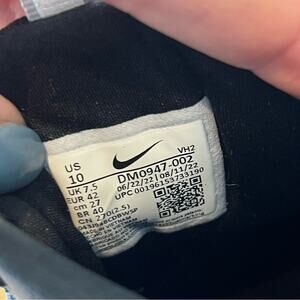 US
10
UK 7.5
EUR 42
cm 27
BR 40
CN 270(2.5)
VH2
DM0947-002
06/22/22 | 08/11/22
UPC 00196153733190